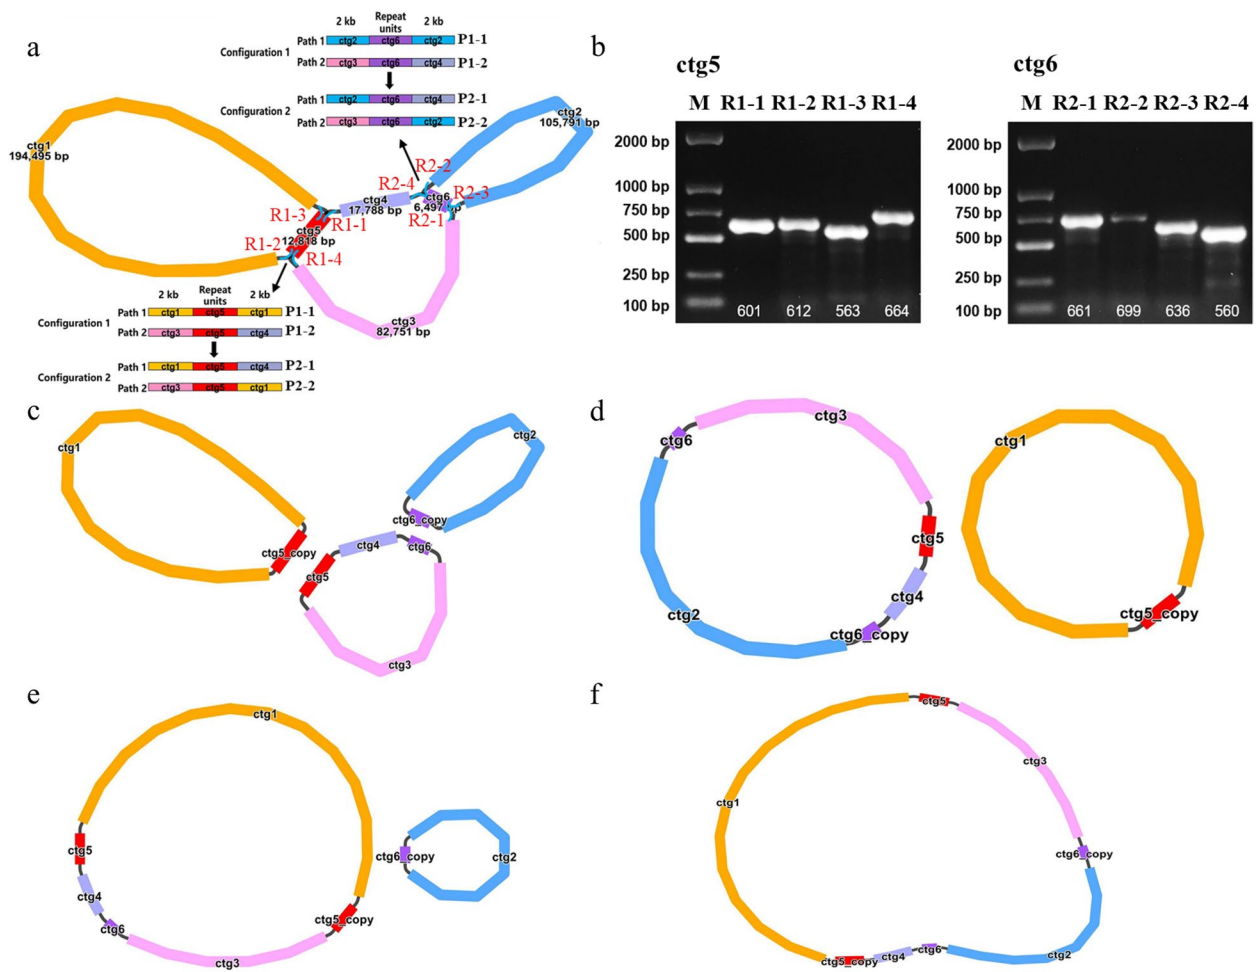 a
2 kb
Repeat
units
2 kb
Configuration 1
Path 1 ctg2 ctg6 ctg2 P1-1
Path 2 ctg3 ctg6 ctg4 P1-2
Configuration 2
Path 1 ctg2 ctg6 ctg4 P2-1
Path 2 ctg3 ctg6 ctg2 P2-2
ctg1
194,495 bp
ctg2
105,791 bp
R2-2
R2-4
R2-3
ctg6
6,497
R2-1
ctg4
17,788 bp
R1-3
R1-1
ctg5
12,818 bp
R1-2
R1-4
ctg3
82,751 bp
2 kb
Repeat
units
2 kb
Configuration 1
Path 1 ctg1 ctg5 ctg1 P1-1
Path 2 ctg3 ctg5 ctg4 P1-2
Configuration 2
Path 1 ctg1 ctg5 ctg4 P2-1
Path 2 ctg3 ctg5 ctg1 P2-2
b
ctg5
M R1-1 R1-2 R1-3 R1-4
2000 bp
1000 bp
750 bp
500 bp
250 bp
100 bp
601 612 563 664
ctg6
M R2-1 R2-2 R2-3 R2-4
2000 bp
1000 bp
750 bp
500 bp
250 bp
100 bp
661 699 636 560
c
ctg1
ctg2
ctg6_copy
ctg5_copy
ctg4
ctg6
ctg5
ctg3
d
ctg3
ctg6
ctg5
ctg4
ctg2
ctg6_copy
ctg1
ctg5_copy
e
ctg1
ctg5
ctg4
ctg6
ctg3
ctg5_copy
ctg6_copy
ctg2
f
ctg5
ctg3
ctg1
ctg6_copy
ctg2
ctg6
ctg4
ctg5_copy